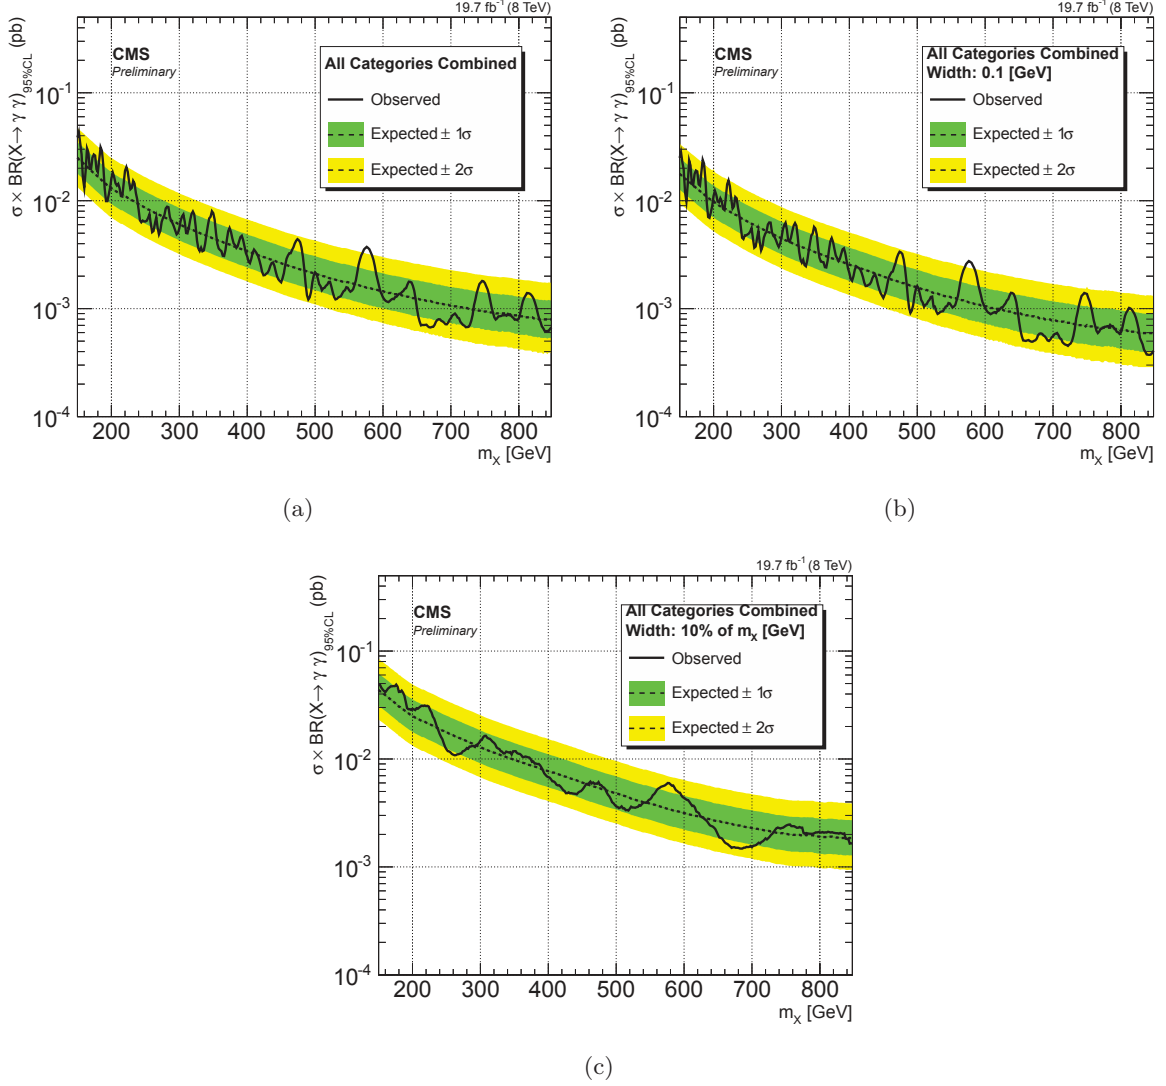 19.7 fb⁻¹ (8 TeV)
CMS
Preliminary
All Categories Combined
Observed
Expected ± 1σ
Expected ± 2σ
σ × BR(X→ γ γ)95%CL (pb)
10⁻¹
10⁻²
10⁻³
10⁻⁴
200 300 400 500 600 700 800
mX [GeV]
(a)
19.7 fb⁻¹ (8 TeV)
CMS
Preliminary
All Categories Combined
Width: 0.1 [GeV]
Observed
Expected ± 1σ
Expected ± 2σ
σ × BR(X→ γ γ)95%CL (pb)
10⁻¹
10⁻²
10⁻³
10⁻⁴
200 300 400 500 600 700 800
mX [GeV]
(b)
19.7 fb⁻¹ (8 TeV)
CMS
Preliminary
All Categories Combined
Width: 10% of mX [GeV]
Observed
Expected ± 1σ
Expected ± 2σ
σ × BR(X→ γ γ)95%CL (pb)
10⁻¹
10⁻²
10⁻³
10⁻⁴
200 300 400 500 600 700 800
mX [GeV]
(c)